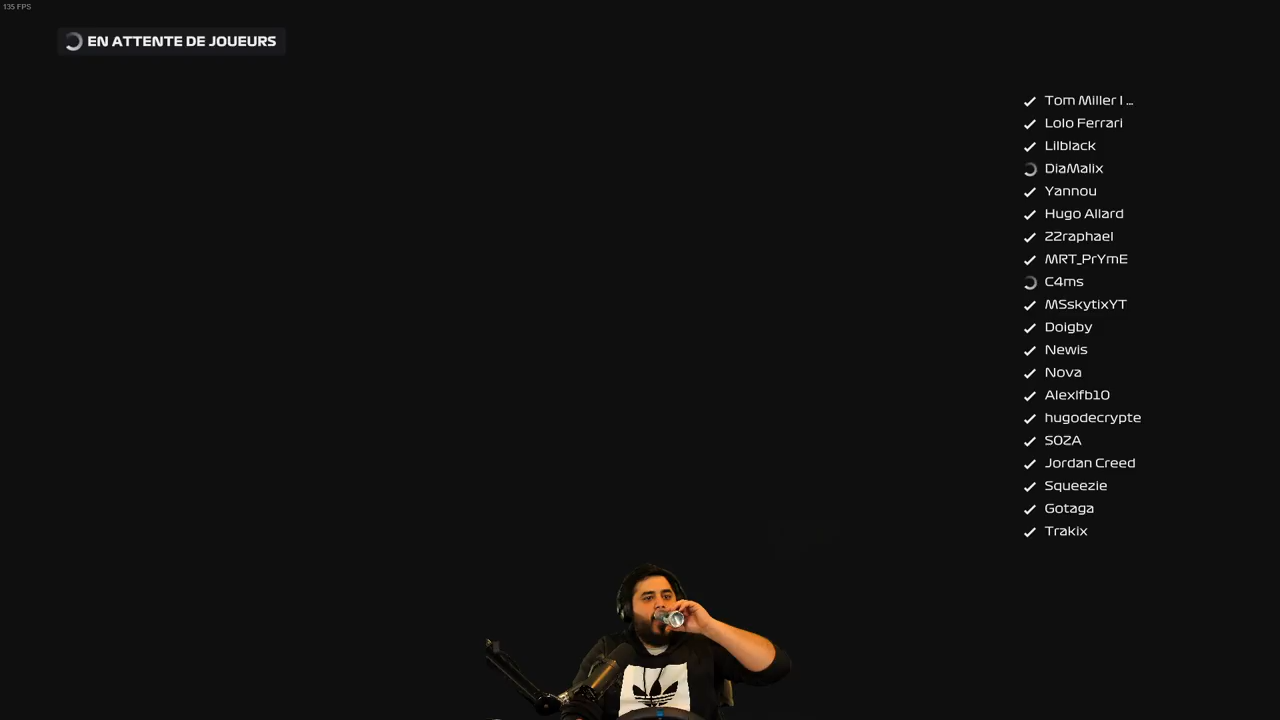 135 FPS
EN ATTENTE DE JOUEURS
Tom Miller I ...
Lolo Ferrari
Lilblack
DiaMalix
Yannou
Hugo Allard
22raphael
MRT_PrYmE
C4ms
MSskytixYT
Doigby
Newis
Nova
Alexlfb10
hugodecrypte
SOZA
Jordan Creed
Squeezie
Gotaga
Trakix